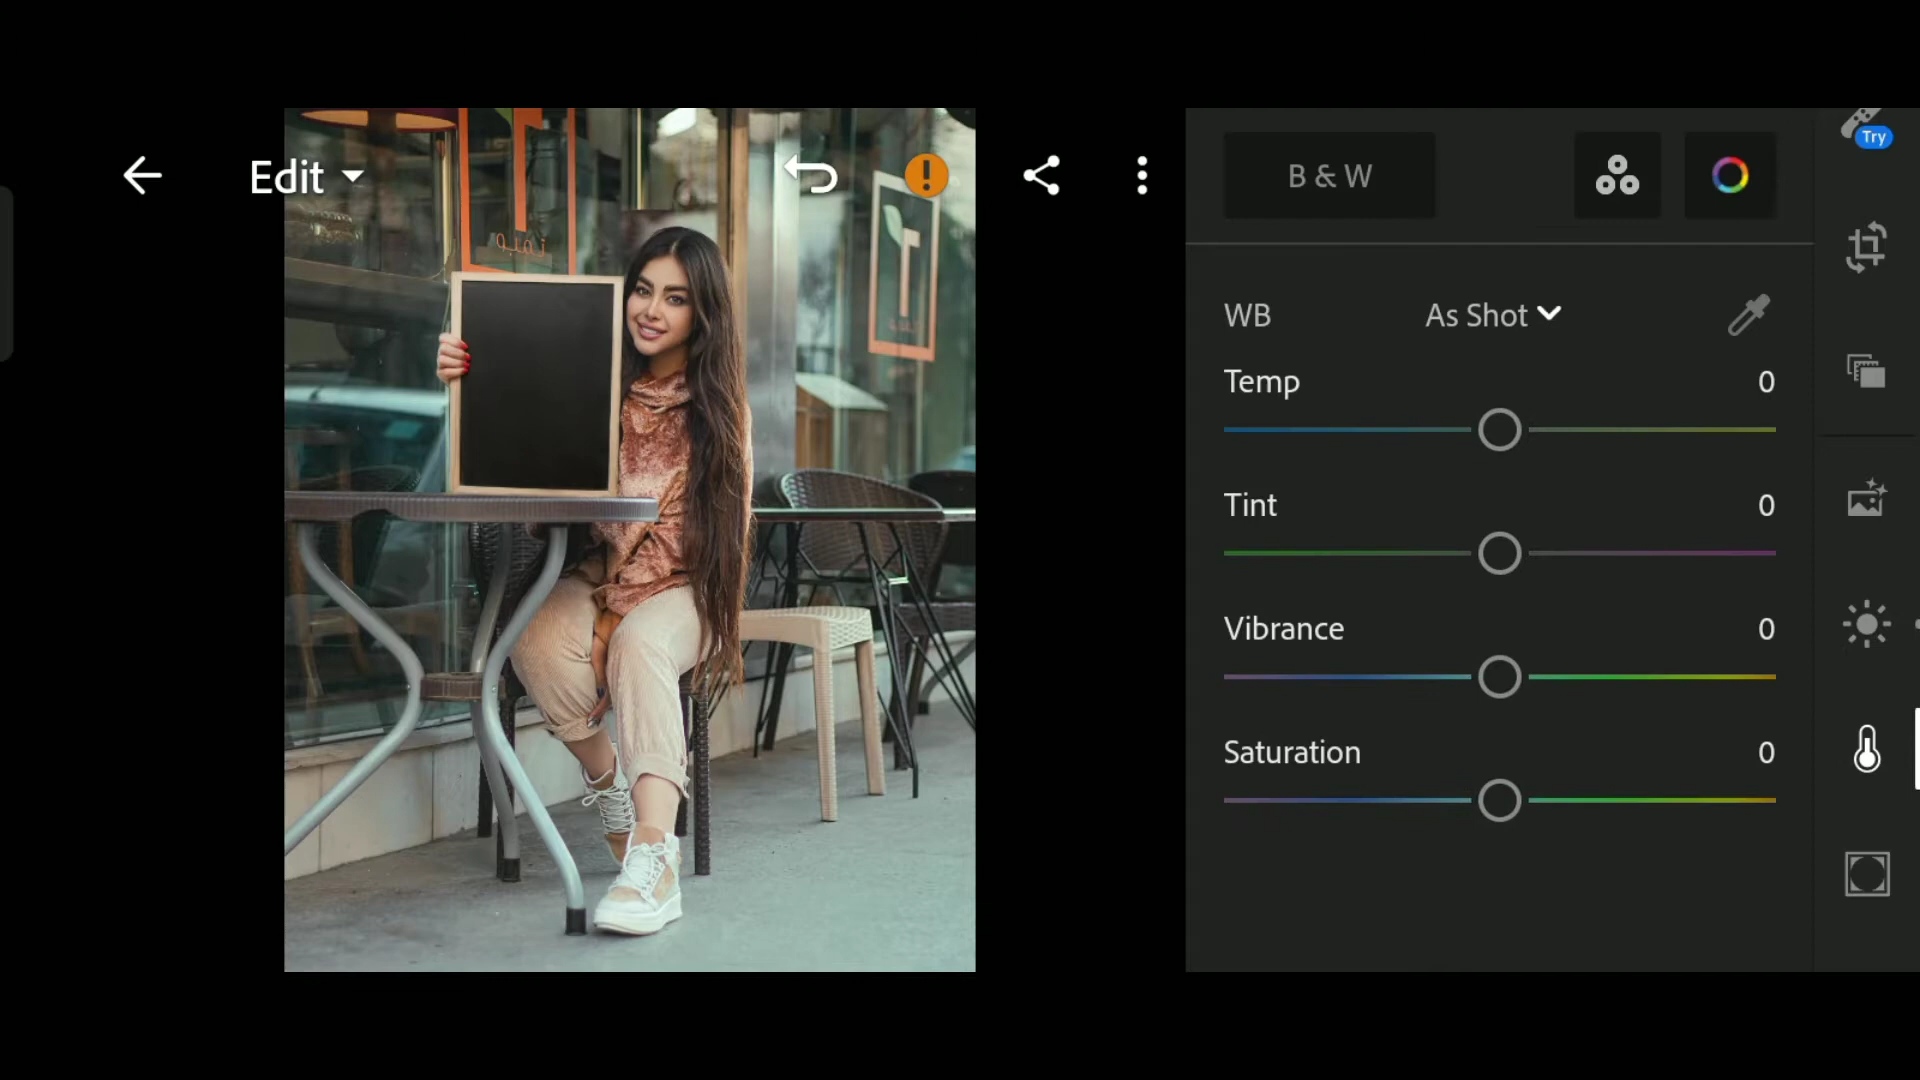 Edit
B & W
Try
WB
As Shot
Temp
0
Tint
0
Vibrance
0
Saturation
0